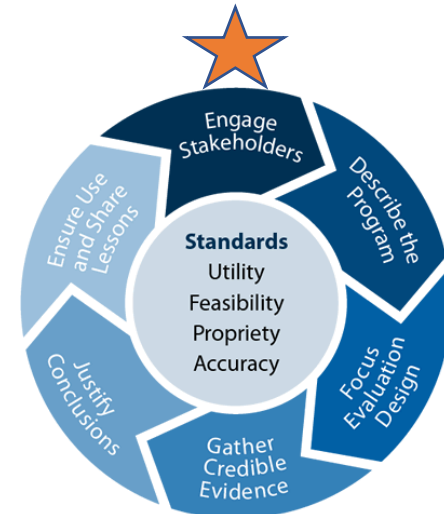 Engage
Stakeholders
Describe the
Program
Focus
Evaluation
Design
Gather
Credible
Evidence
Justify
Conclusions
Ensure Use
and Share
Lessons
Standards
Utility
Feasibility
Propriety
Accuracy